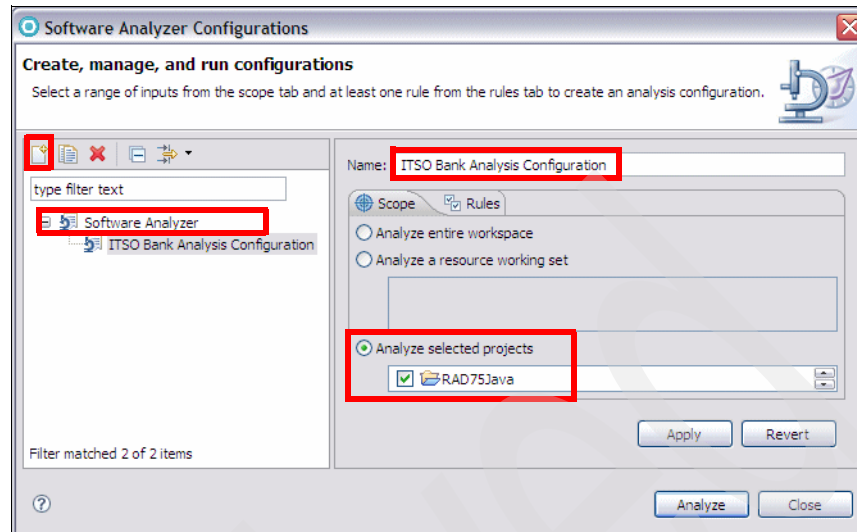 Software Analyzer Configurations
Create, manage, and run configurations
Select a range of inputs from the scope tab and at least one rule from the rules tab to create an analysis configuration.
type filter text
Software Analyzer
ITSO Bank Analysis Configuration
Filter matched 2 of 2 items
Name: ITSO Bank Analysis Configuration
Scope Rules
Analyze entire workspace
Analyze a resource working set
Analyze selected projects
RAD75Java
Apply Revert
? Analyze Close